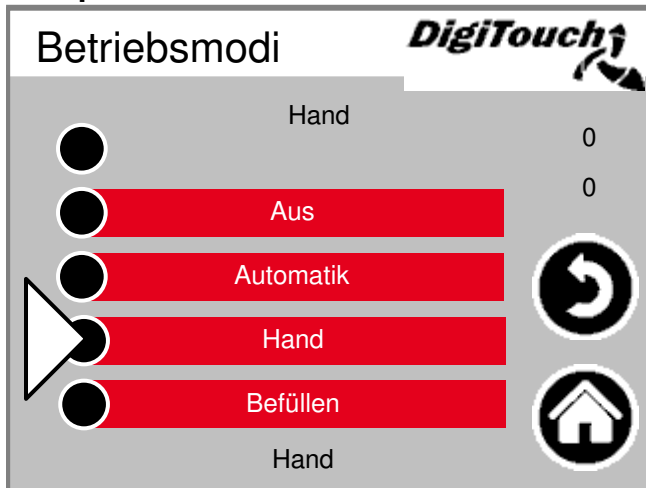 Betriebsmodi
DigiTouch
Hand
0
0
Aus
Automatik
Hand
Befüllen
Hand